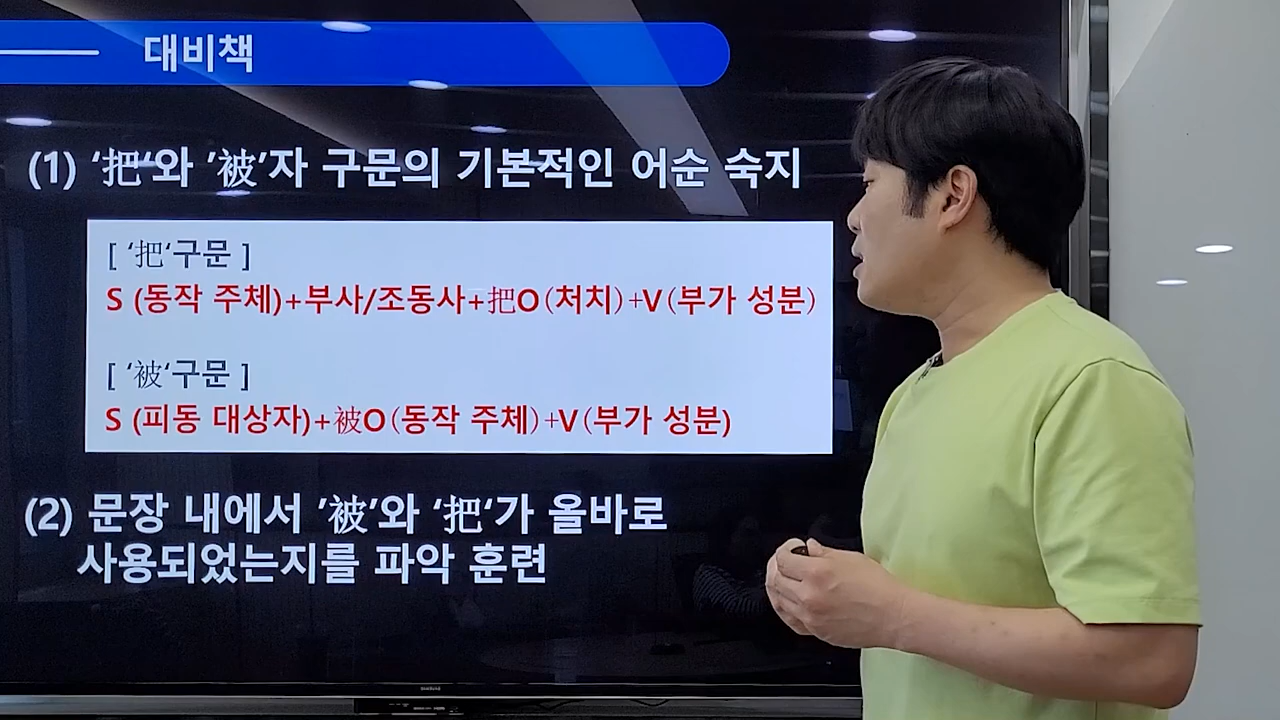 대비책
(1) ‘把‘와 ’被’자 구문의 기본적인 어순 숙지
[ ‘把‘구문 ]
S (동작 주체)+부사/조동사+把O(처치)+V(부가 성분)
[ ‘被‘구문 ]
S (피동 대상자)+被O(동작 주체)+V(부가 성분)
(2) 문장 내에서 ’被’와 ‘把‘가 올바로
사용되었는지를 파악 훈련
SAMSUNG